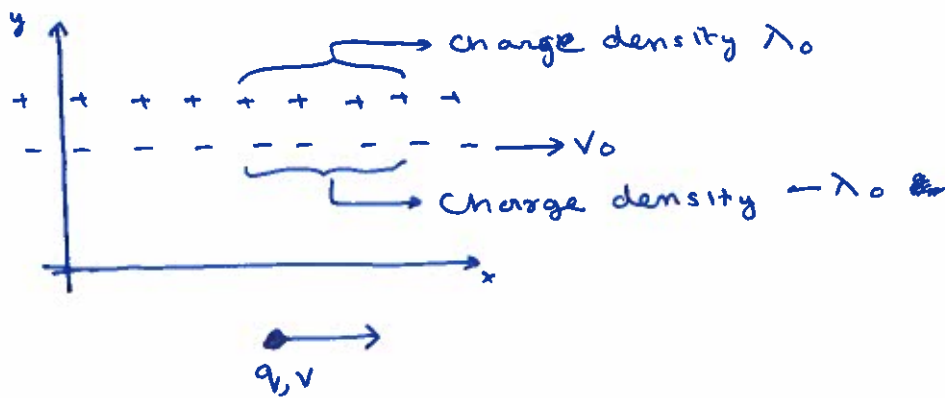 y
charge density λ₀
+ + + + + + + + +
- - - - - - - - - v₀
charge density - λ₀
x
q, v